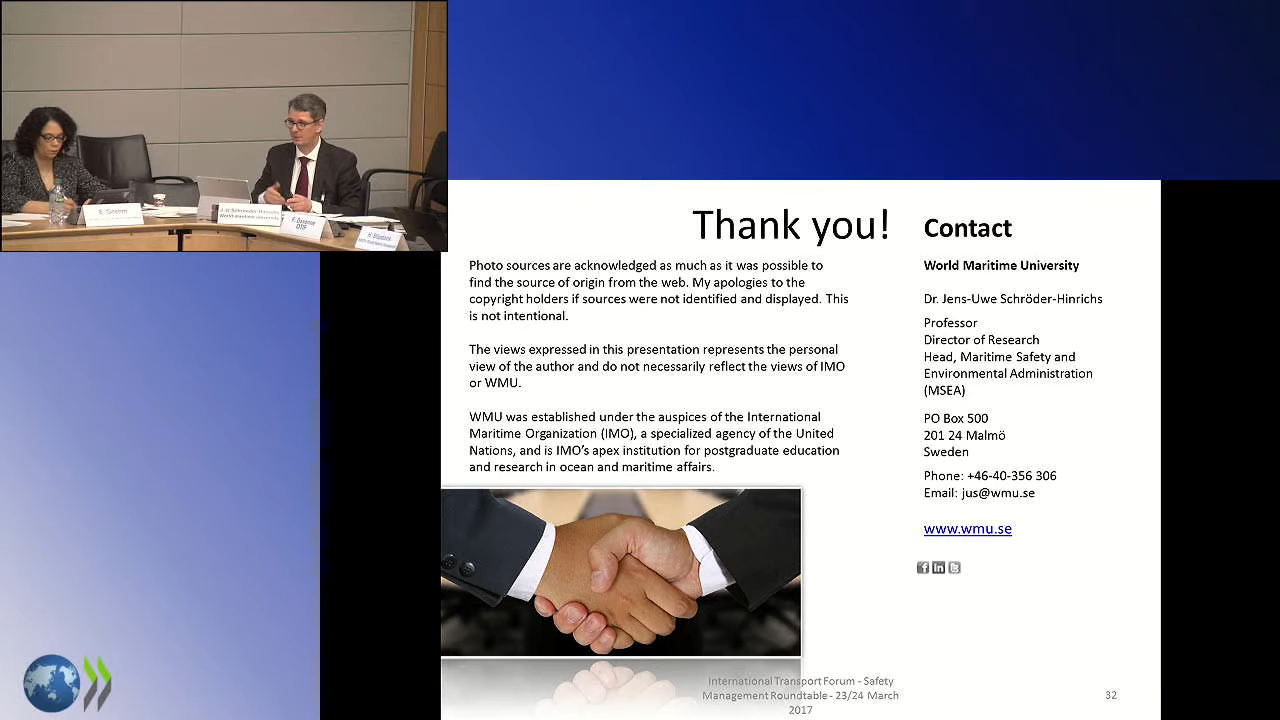 Thank you!
Photo sources are acknowledged as much as it was possible to
find the source of origin from the web. My apologies to the
copyright holders if sources were not identified and displayed. This
is not intentional.
The views expressed in this presentation represents the personal
view of the author and do not necessarily reflect the views of IMO
or WMU.
WMU was established under the auspices of the International
Maritime Organization (IMO), a specialized agency of the United
Nations, and is IMO's apex institution for postgraduate education
and research in ocean and maritime affairs.
Contact
World Maritime University
Dr. Jens-Uwe Schröder-Hinrichs
Professor
Director of Research
Head, Maritime Safety and
Environmental Administration
(MSEA)
PO Box 500
201 24 Malmö
Sweden
Phone: +46-40-356 306
Email: jus@wmu.se
www.wmu.se
International Transport Forum - Safety
Management Roundtable - 23/24 March
2017
32
World maritime university
OTIF